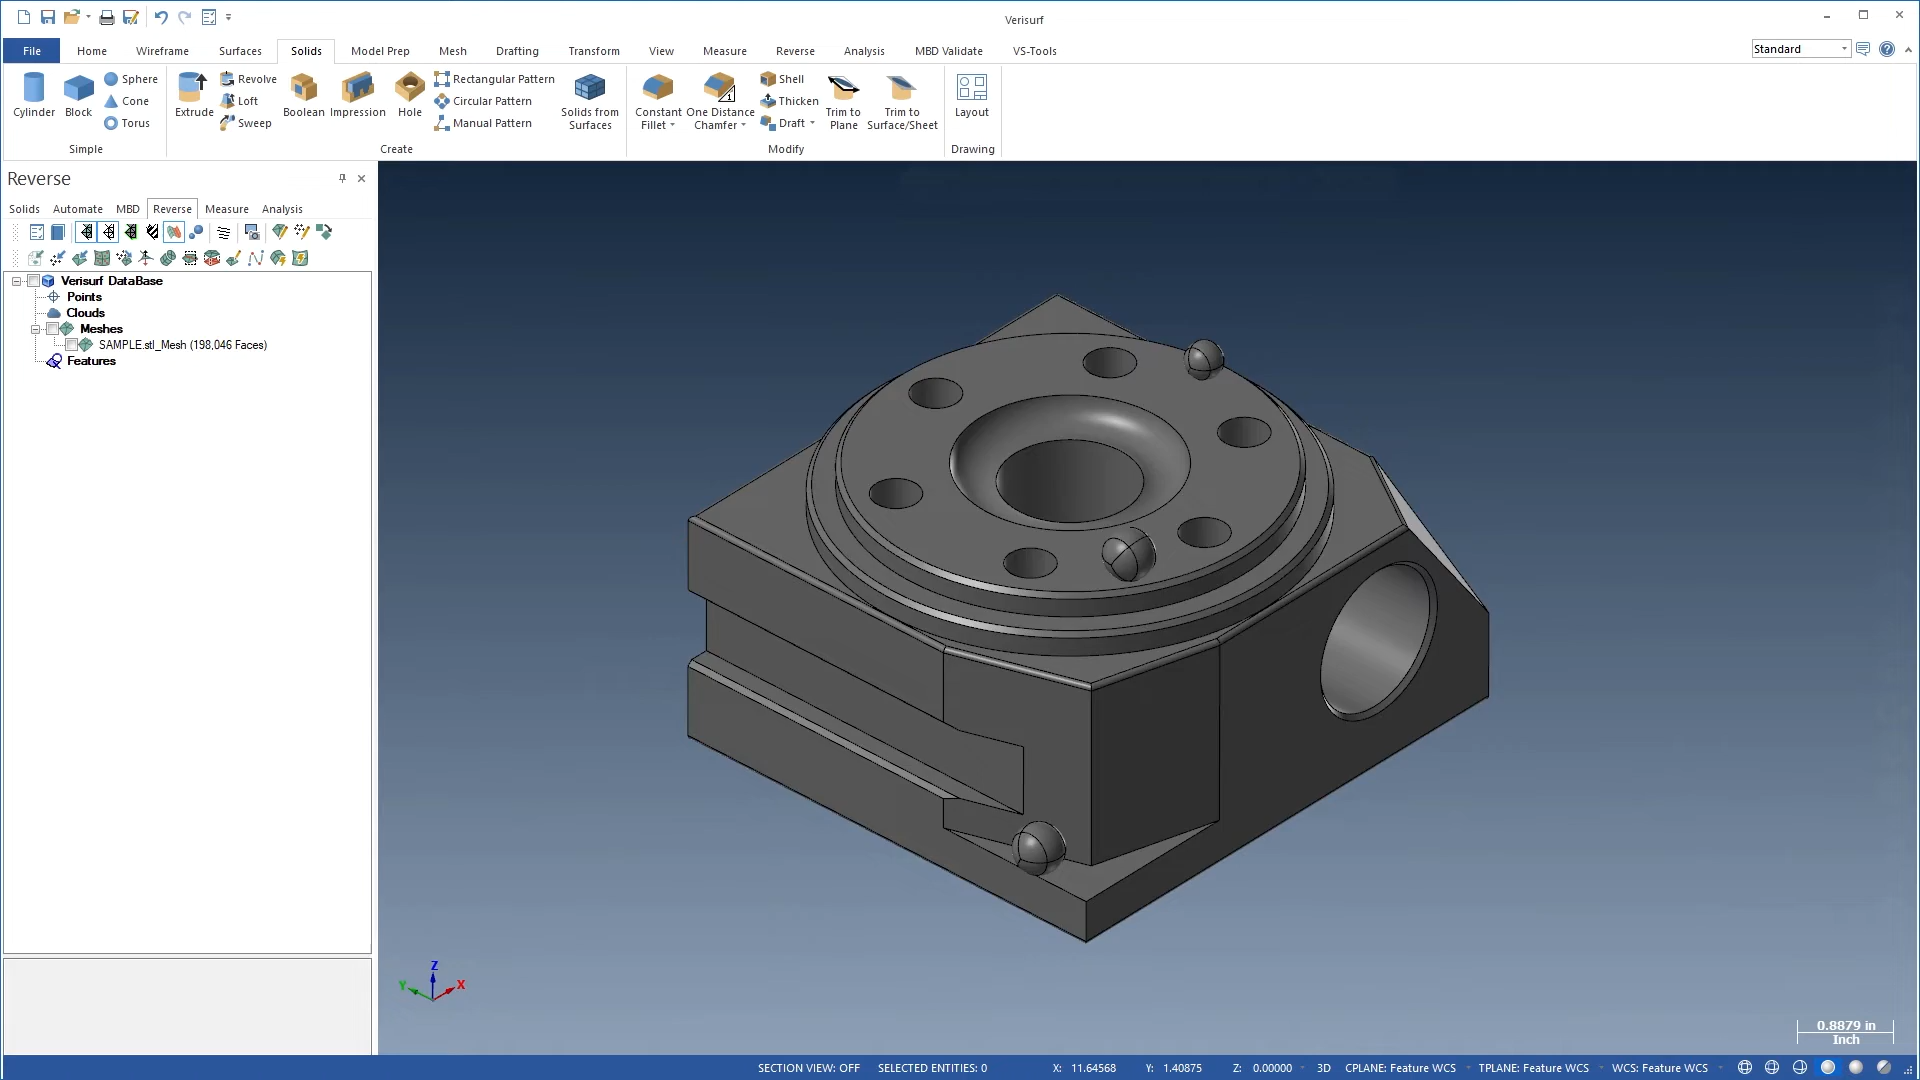 Verisurf
File Home Wireframe Surfaces Solids Model Prep Mesh Drafting Transform View Measure Reverse Analysis MBD Validate VS-Tools
Standard
Cylinder
Block
Sphere
Cone
Torus
Simple
Extrude
Revolve
Loft
Sweep
Boolean
Impression
Hole
Rectangular Pattern
Circular Pattern
Manual Pattern
Solids from
Surfaces
Create
Constant
Fillet
One Distance
Chamfer
Shell
Thicken
Draft
Trim to
Plane
Trim to
Surface/Sheet
Modify
Layout
Drawing
Reverse
Solids Automate MBD Reverse Measure Analysis
Verisurf DataBase
Points
Clouds
Meshes
SAMPLE.stl_Mesh (198,046 Faces)
Features
Z
Y
X
0.8879 in
Inch
SECTION VIEW: OFF SELECTED ENTITIES: 0 X: 11.64568 Y: 1.40875 Z: 0.00000 3D CPLANE: Feature WCS TPLANE: Feature WCS WCS: Feature WCS